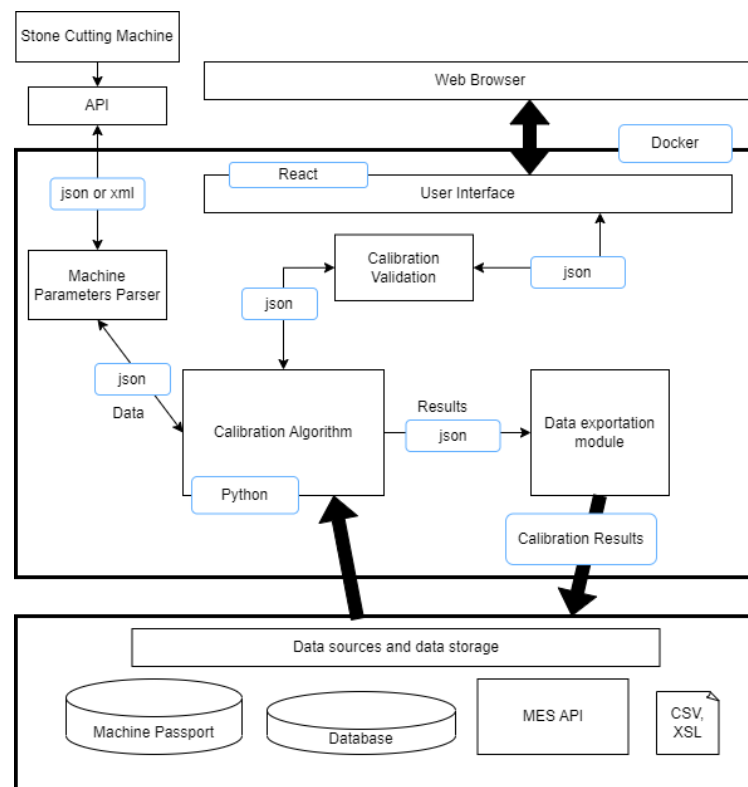 Stone Cutting Machine
API
Web Browser
Docker
json or xml
React
User Interface
Machine
Parameters Parser
Calibration
Validation
json
json
json
Data
Calibration Algorithm
Python
Results
json
Data exportation
module
Calibration Results
Data sources and data storage
Machine Passport
Database
MES API
CSV,
XSL